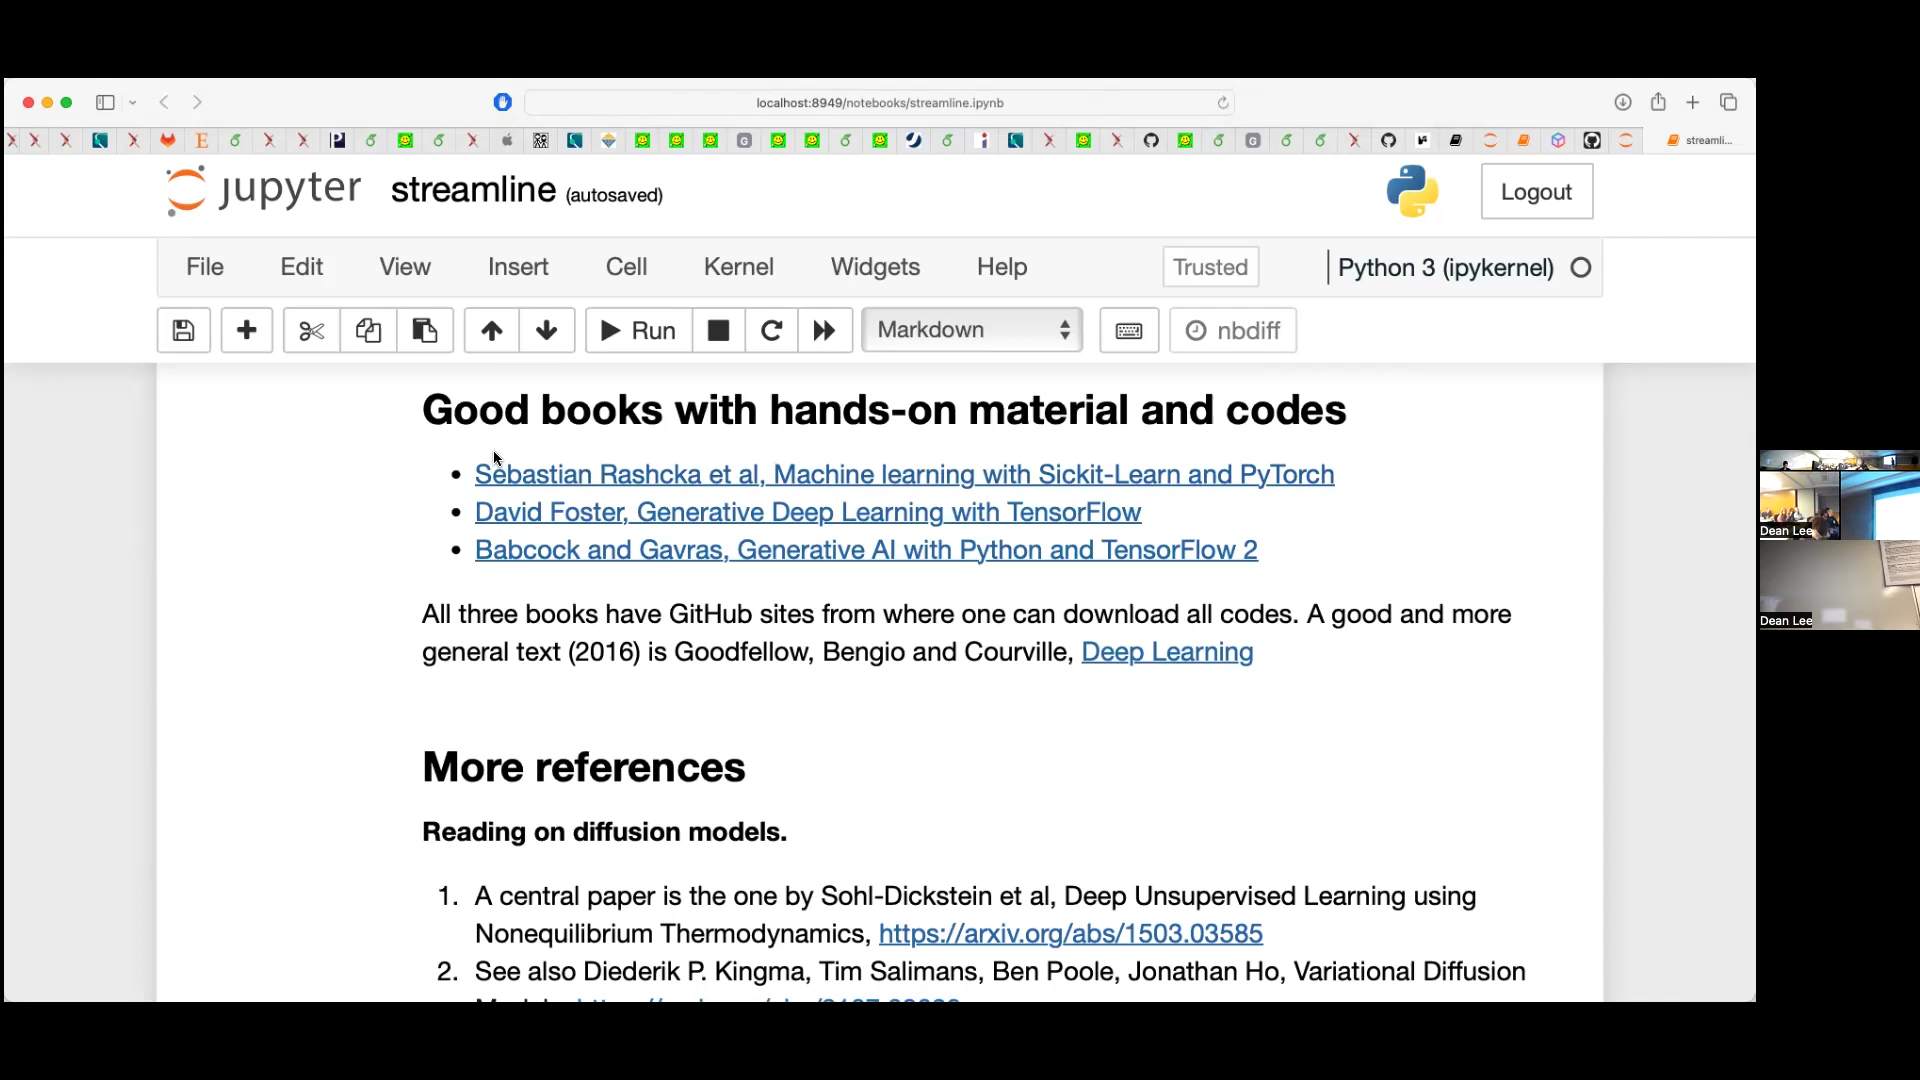 localhost:8949/notebooks/streamline.ipynb
streamli...
jupyter streamline (autosaved)
Logout
File Edit View Insert Cell Kernel Widgets Help Trusted Python 3 (ipykernel)
Run Markdown nbdiff
Good books with hands-on material and codes
• Sebastian Rashcka et al, Machine learning with Sickit-Learn and PyTorch
• David Foster, Generative Deep Learning with TensorFlow
• Babcock and Gavras, Generative AI with Python and TensorFlow 2
All three books have GitHub sites from where one can download all codes. A good and more
general text (2016) is Goodfellow, Bengio and Courville, Deep Learning
More references
Reading on diffusion models.
1. A central paper is the one by Sohl-Dickstein et al, Deep Unsupervised Learning using
Nonequilibrium Thermodynamics, https://arxiv.org/abs/1503.03585
2. See also Diederik P. Kingma, Tim Salimans, Ben Poole, Jonathan Ho, Variational Diffusion
Dean Lee
Dean Lee